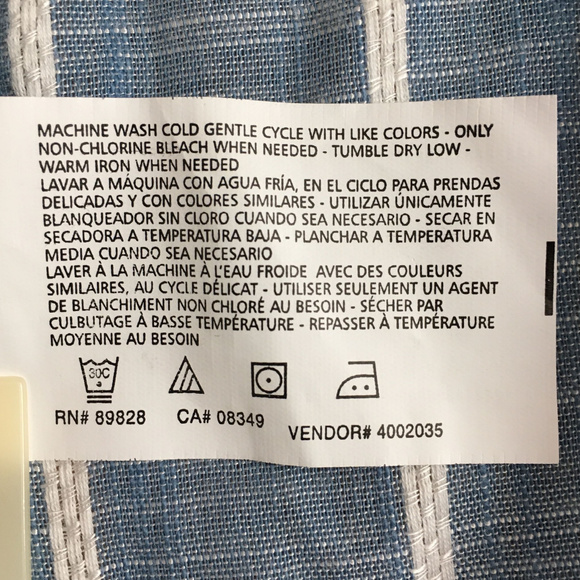 MACHINE WASH COLD GENTLE CYCLE WITH LIKE COLORS - ONLY
NON-CHLORINE BLEACH WHEN NEEDED - TUMBLE DRY LOW -
WARM IRON WHEN NEEDED
LAVAR A MÁQUINA CON AGUA FRÍA, EN EL CICLO PARA PRENDAS
DELICADAS Y CON COLORES SIMILARES - UTILIZAR ÚNICAMENTE
BLANQUEADOR SIN CLORO CUANDO SEA NECESARIO - SECAR EN
SECADORA A TEMPERATURA BAJA - PLANCHAR A TEMPERATURA
MEDIA CUANDO SEA NECESARIO
LAVER À LA MACHINE À L'EAU FROIDE AVEC DES COULEURS
SIMILAIRES, AU CYCLE DÉLICAT - UTILISER SEULEMENT UN AGENT
DE BLANCHIMENT NON CHLORÉ AU BESOIN - SÉCHER PAR
CULBUTAGE À BASSE TEMPÉRATURE - REPASSER À TEMPÉRATURE
MOYENNE AU BESOIN
30C
RN# 89828 CA# 08349
VENDOR# 4002035